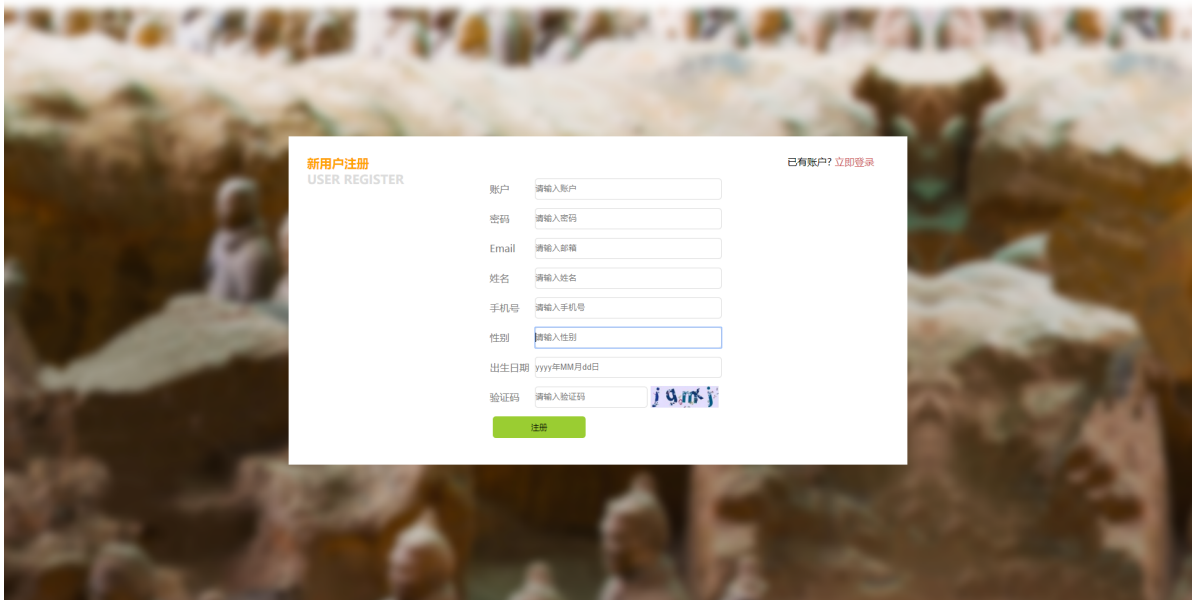 新用户注册
USER REGISTER
已有账户? 立即登录
账户 请输入账户
密码 请输入密码
Email 请输入邮箱
姓名 请输入姓名
手机号 请输入手机号
性别 请输入性别
出生日期 yyyy年MM月dd日
验证码 请输入验证码
注册